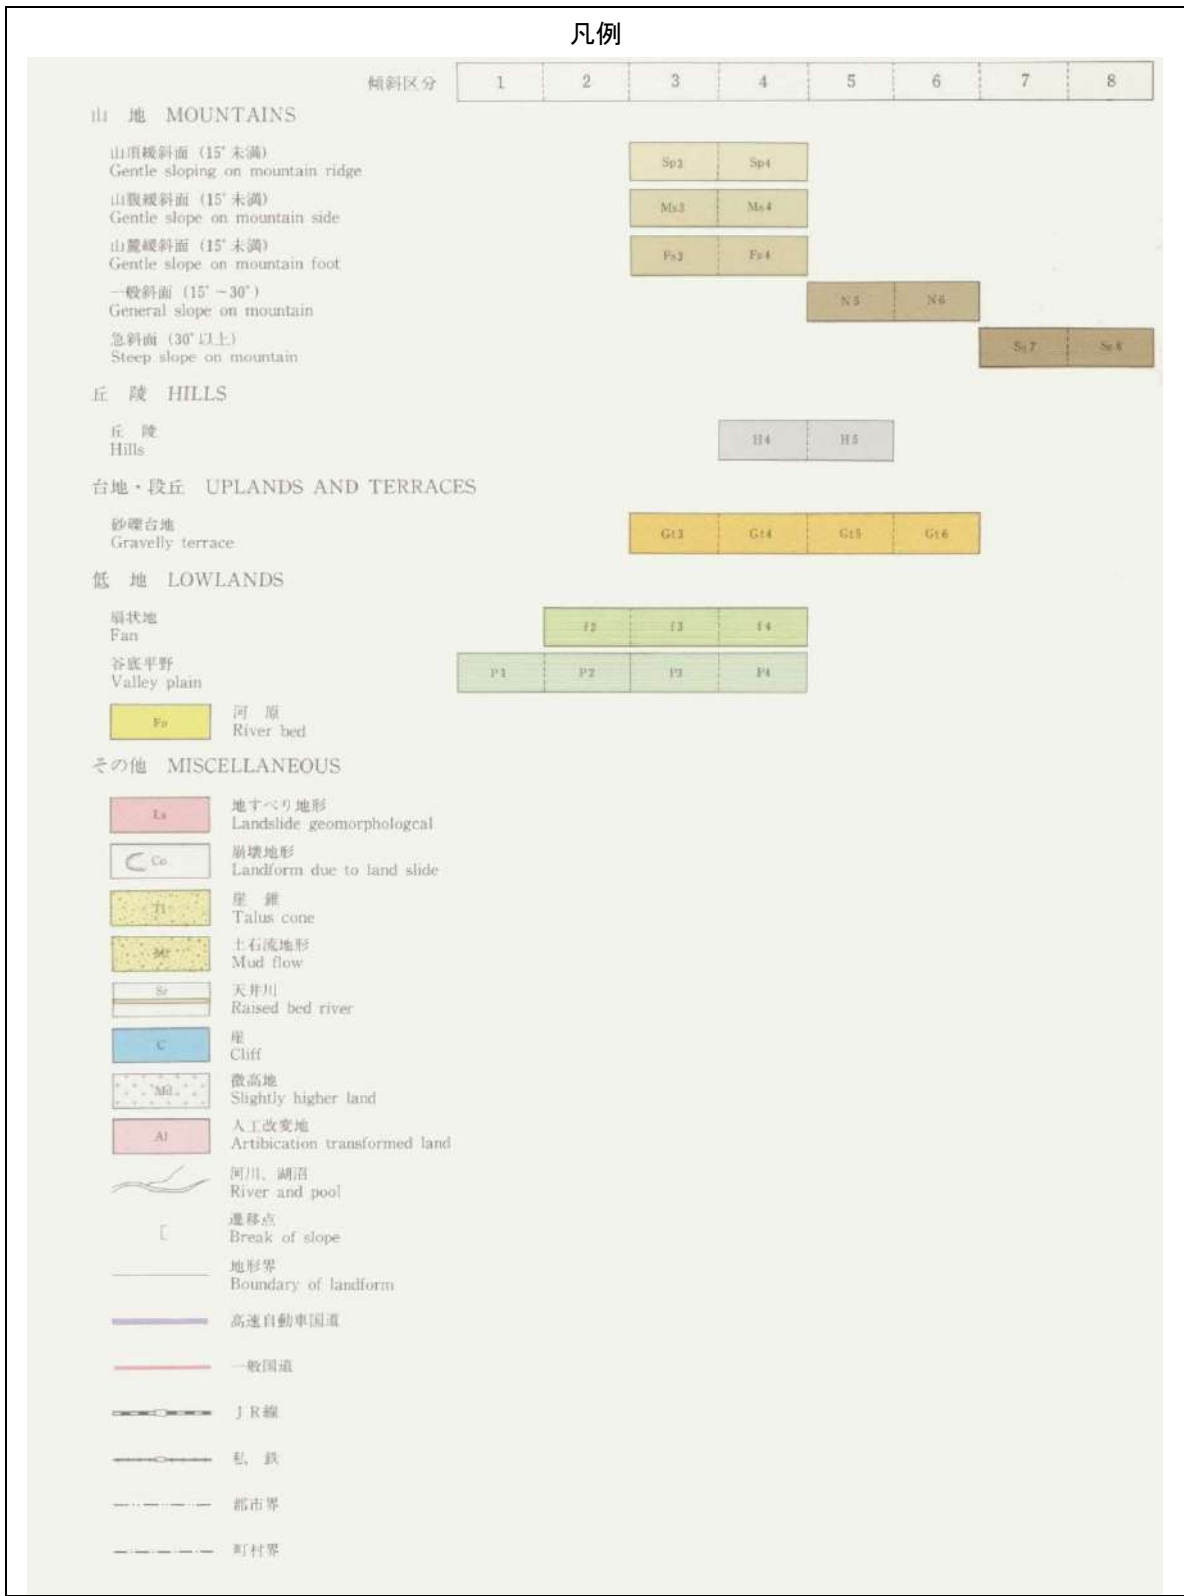 凡例
傾斜区分 1 2 3 4 5 6 7 8
山 地 MOUNTAINS
山頂緩斜面 (15°未満) Sp3 Sp4
Gentle sloping on mountain ridge
山腹緩斜面 (15°未満) Ms3 Ms4
Gentle slope on mountain side
山麓緩斜面 (15°未満) Fs3 Fs4
Gentle slope on mountain foot
一般斜面 (15°~30°) N5 N6
General slope on mountain
急斜面 (30°以上)
Steep slope on mountain
丘 陵 HILLS
丘 陵 H4 H5
Hills
台地・段丘 UPLANDS AND TERRACES
砂礫台地 Gt3 Gt4 Gt5 Gt6
Gravelly terrace
低 地 LOWLANDS
扇状地 f2 f3 f4
Fan
谷底平野 P1 P2 P3 P4
Valley plain
河 原
River bed
その他 MISCELLANEOUS
Ls 地すべり地形
Landslide geomorphologcal
Co 崩壊地形
Landform due to land slide
崖 錐
Talus cone
土石流地形
Mud flow
Sr 天井川
Raised bed river
C 崖
Cliff
微高地
Slightly higher land
Al 人工改変地
Artibication transformed land
河川、湖沼
River and pool
遷移点
Break of slope
地形界
Boundary of landform
高速自動車国道
一般国道
JR線
私 鉄
都市界
町村界